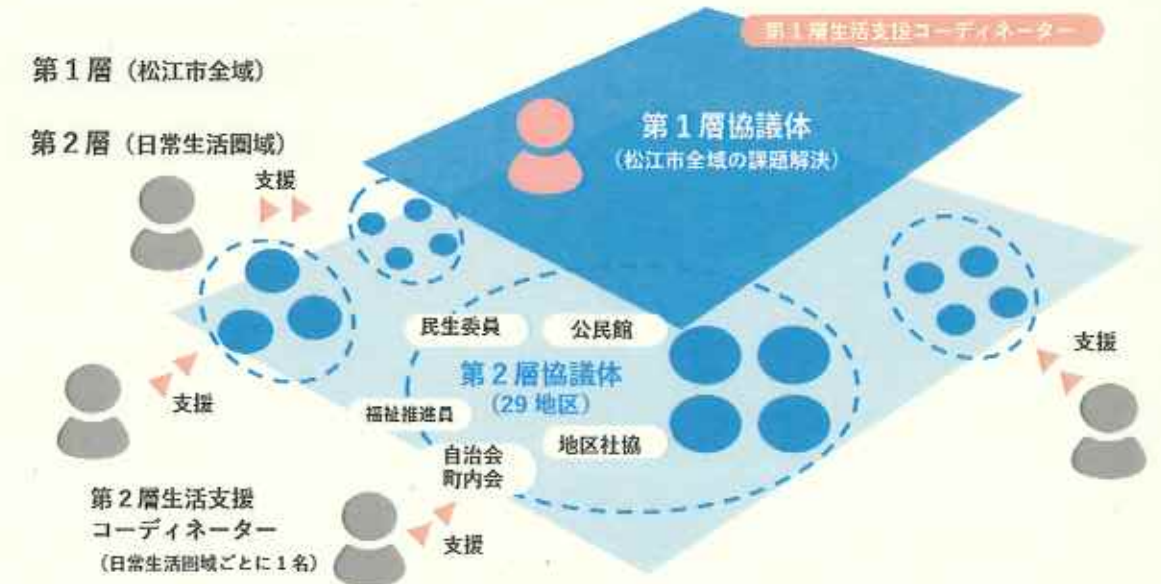 第1層生活支援コーディネーター
第1層（松江市全域）
第2層（日常生活圏域）
第1層協議体
（松江市全域の課題解決）
支援
民生委員
公民館
第2層協議体
（29地区）
福祉推進員
地区社協
自治会
町内会
支援
支援
第2層生活支援
コーディネーター
（日常生活圏域ごとに1名）
支援